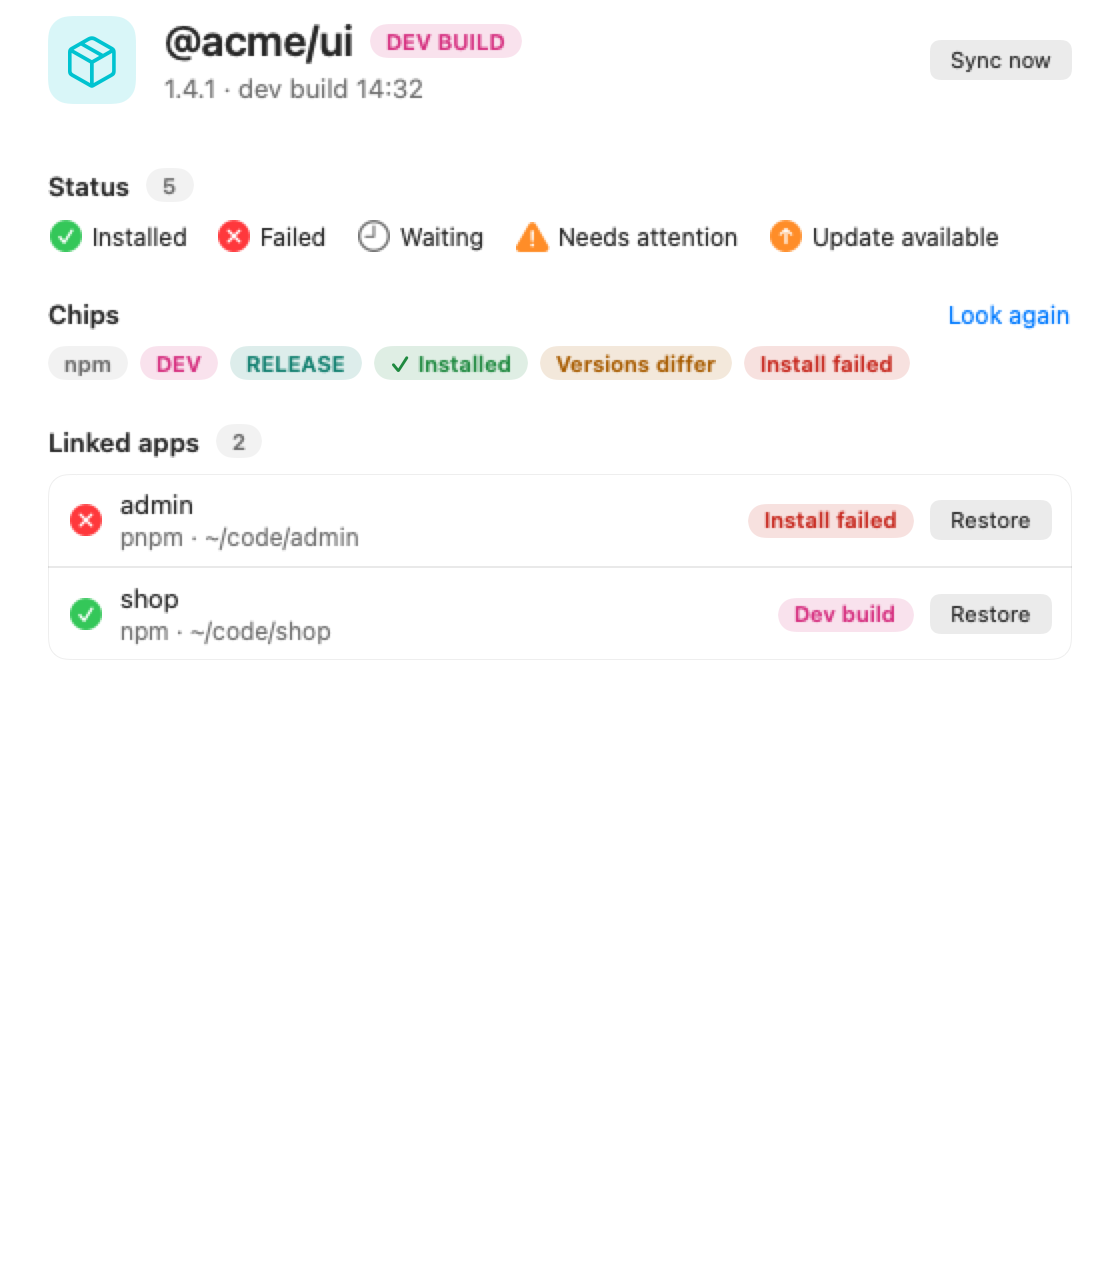 @acme/ui DEV BUILD
1.4.1 · dev build 14:32
Sync now
Status 5
Installed Failed Waiting Needs attention Update available
Chips Look again
npm DEV RELEASE ✓ Installed Versions differ Install failed
Linked apps 2
admin
pnpm · ~/code/admin
Install failed Restore
shop
npm · ~/code/shop
Dev build Restore